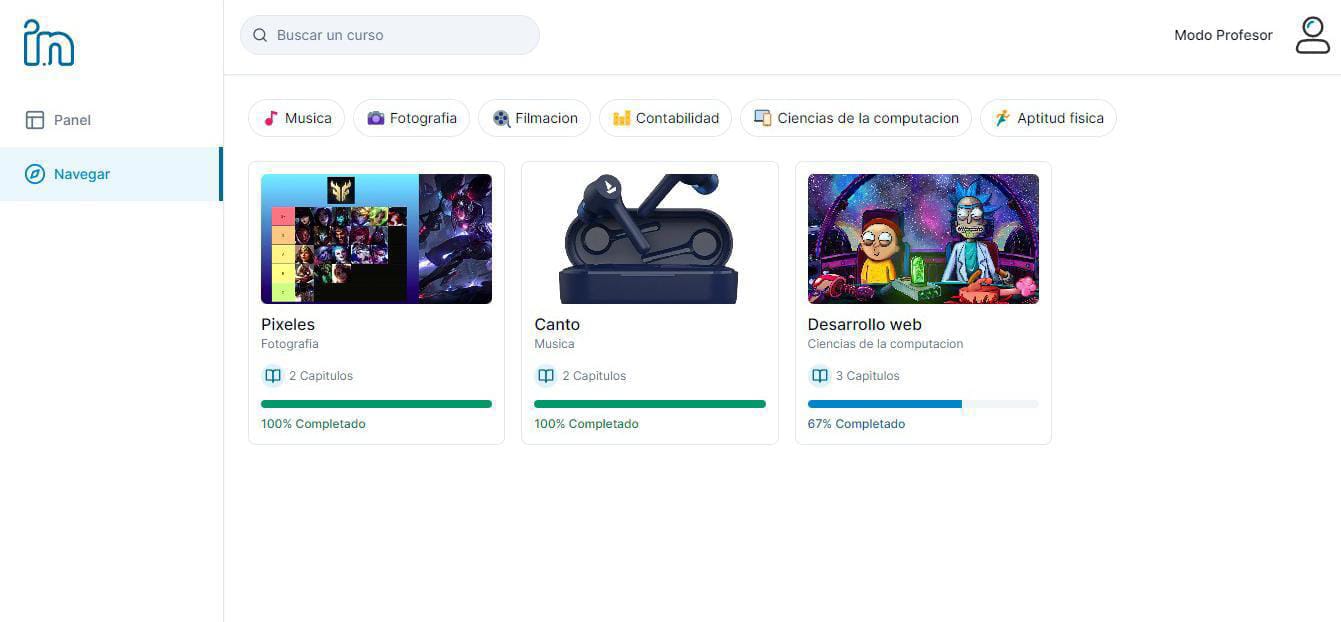 in
Buscar un curso
Modo Profesor
Panel
Navegar
Musica
Fotografia
Filmacion
Contabilidad
Ciencias de la computacion
Aptitud fisica
Pixeles
Fotografia
2 Capitulos
100% Completado
Canto
Musica
2 Capitulos
100% Completado
Desarrollo web
Ciencias de la computacion
3 Capitulos
67% Completado